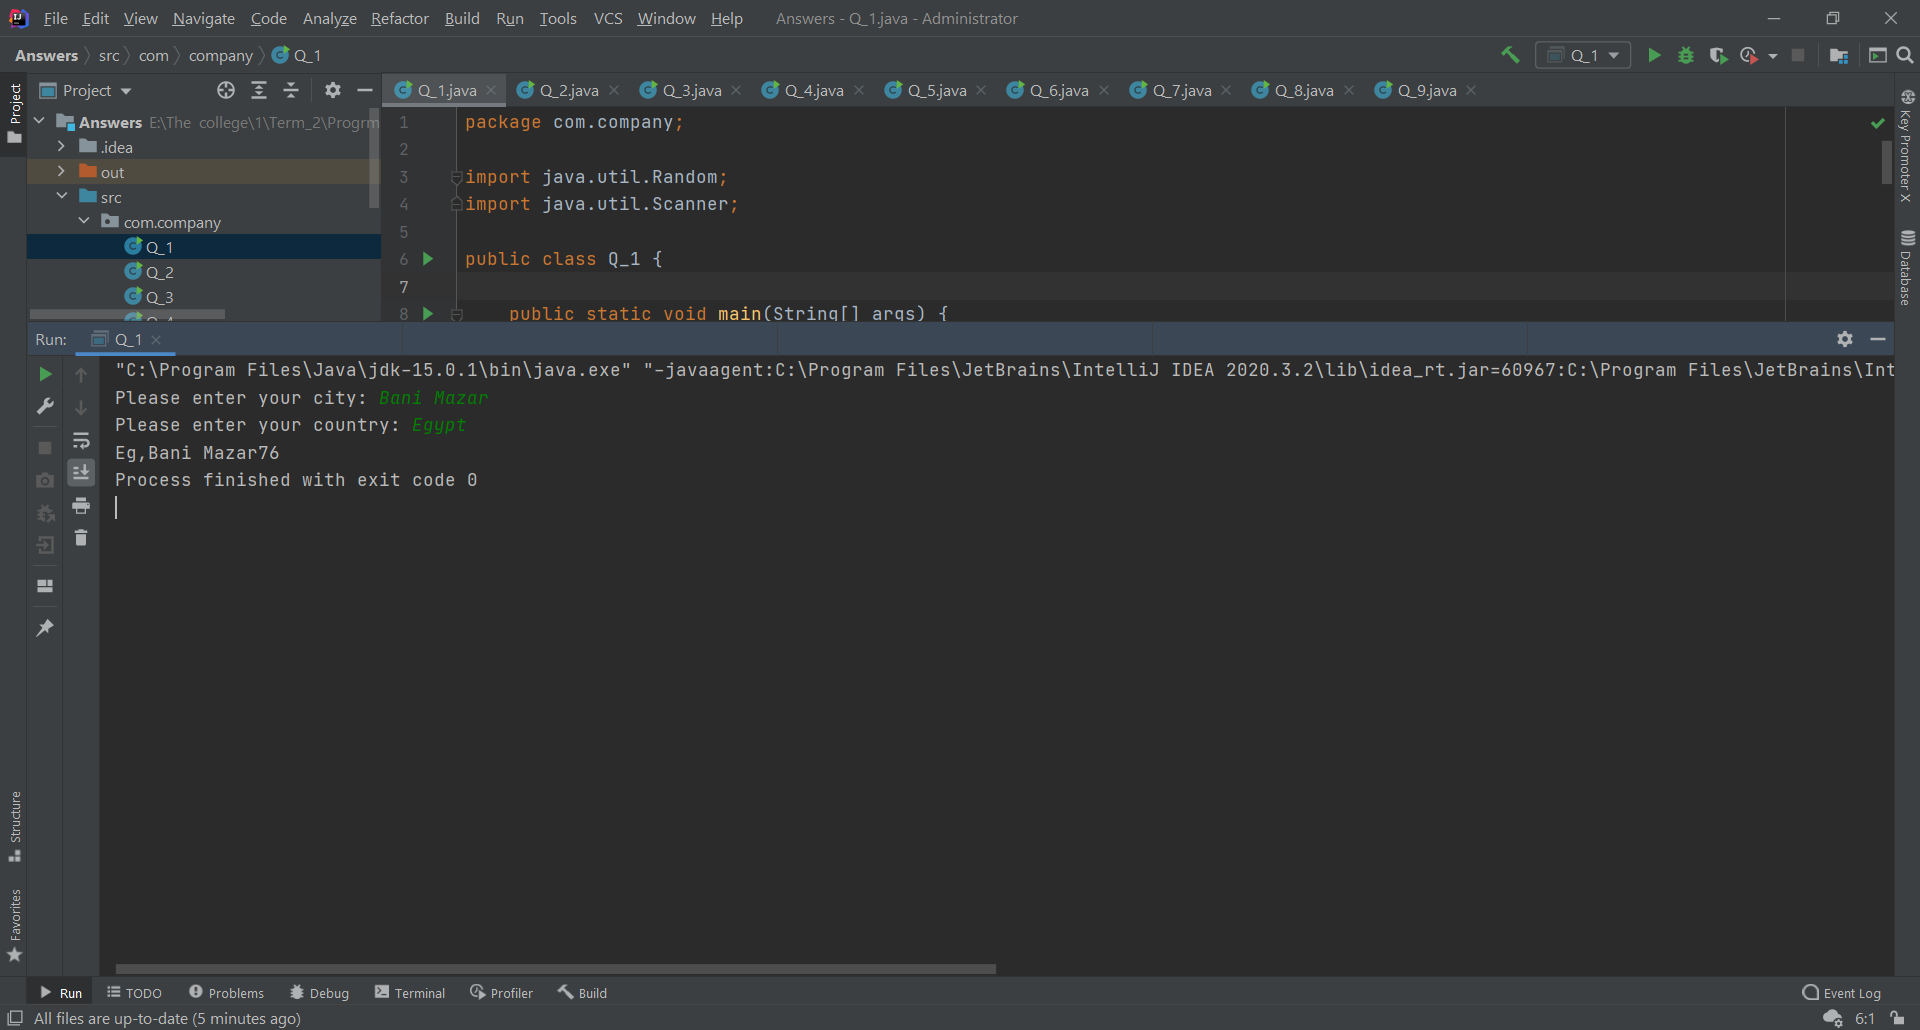 File Edit View Navigate Code Analyze Refactor Build Run Tools VCS Window Help Answers - Q_1.java - Administrator
Answers src com company Q_1 Q_1
Project Project Q_1.java Q_2.java Q_3.java Q_4.java Q_5.java Q_6.java Q_7.java Q_8.java Q_9.java
Answers E:\The college\1\Term_2\Progrm
.idea
out
src
com.company
Q_1
Q_2
Q_3
1 package com.company;
2
3 import java.util.Random;
4 import java.util.Scanner;
5
6 public class Q_1 {
7
8 public static void main(String[] args) {
Key Promoter X
Database
Run: Q_1
"C:\Program Files\Java\jdk-15.0.1\bin\java.exe" "-javaagent:C:\Program Files\JetBrains\IntelliJ IDEA 2020.3.2\lib\idea_rt.jar=60967:C:\Program Files\JetBrains\Int
Please enter your city: Bani Mazar
Please enter your country: Egypt
Eg,Bani Mazar76
Process finished with exit code 0
Structure
Favorites
Run TODO Problems Debug Terminal Profiler Build Event Log
All files are up-to-date (5 minutes ago) 6:1